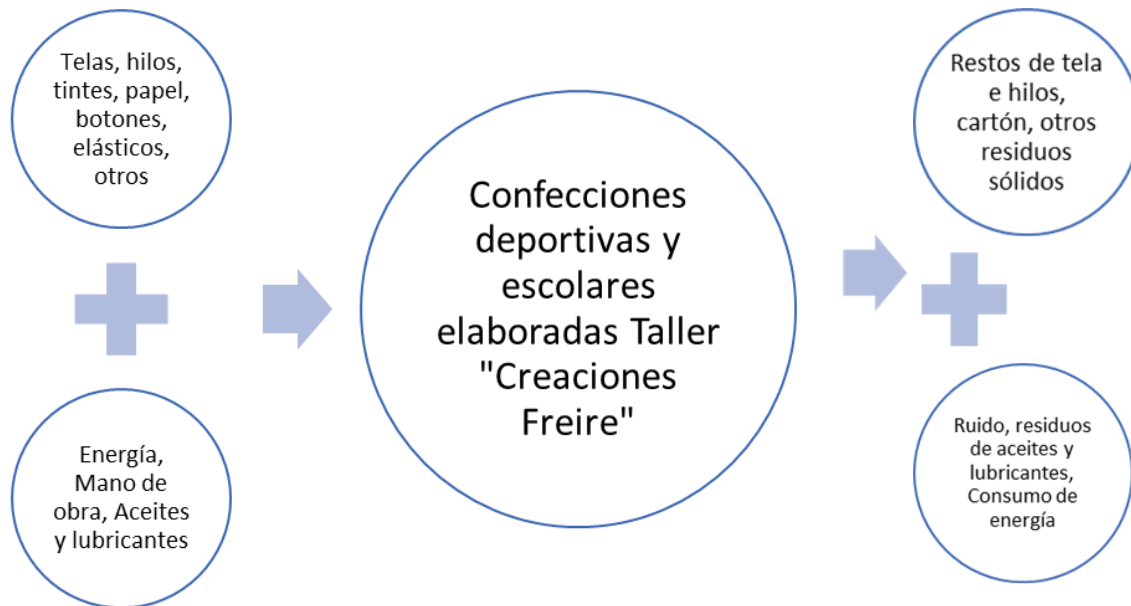 Telas, hilos,
tintes, papel,
botones,
elásticos,
otros
Energía,
Mano de
obra, Aceites
y lubricantes
Confecciones
deportivas y
escolares
elaboradas Taller
"Creaciones
Freire"
Restos de tela
e hilos,
cartón, otros
residuos
sólidos
Ruido, residuos
de aceites y
lubricantes,
Consumo de
energía